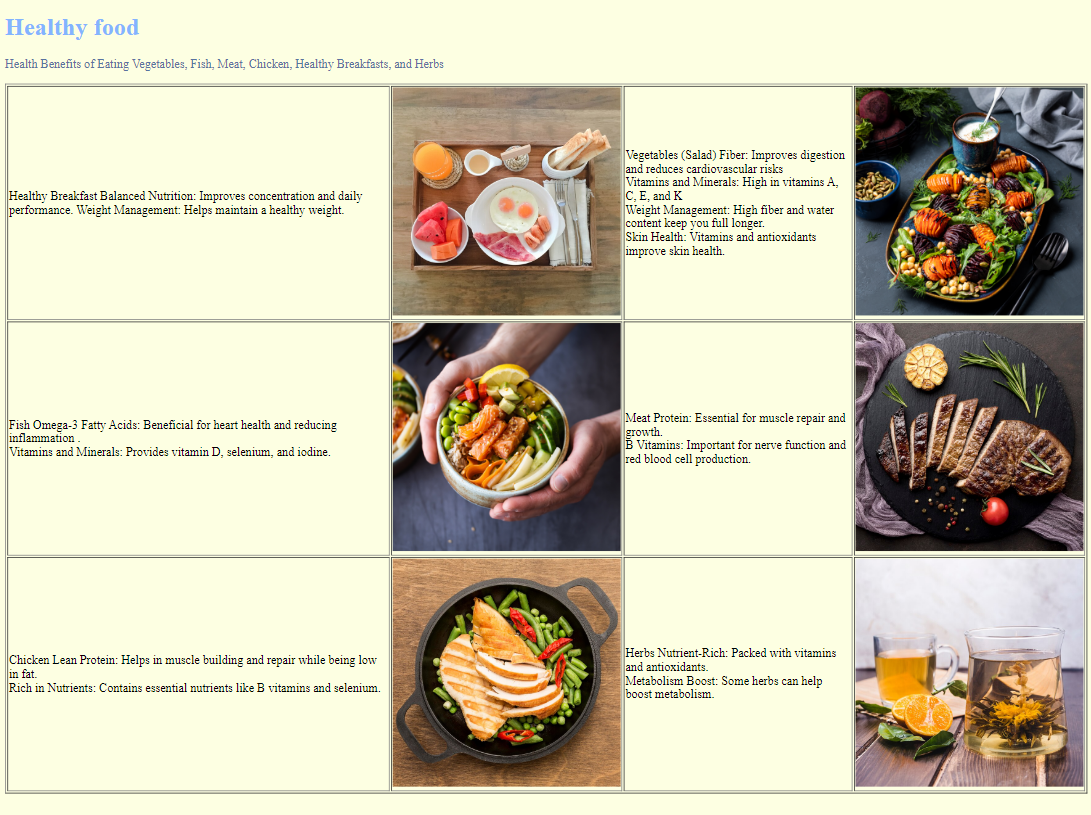 Healthy food
Health Benefits of Eating Vegetables, Fish, Meat, Chicken, Healthy Breakfasts, and Herbs
Healthy Breakfast Balanced Nutrition: Improves concentration and daily
performance. Weight Management: Helps maintain a healthy weight.
Vegetables (Salad) Fiber: Improves digestion
and reduces cardiovascular risks
Vitamins and Minerals: High in vitamins A,
C, E, and K
Weight Management: High fiber and water
content keep you full longer.
Skin Health: Vitamins and antioxidants
improve skin health.
Fish Omega-3 Fatty Acids: Beneficial for heart health and reducing
inflammation .
Vitamins and Minerals: Provides vitamin D, selenium, and iodine.
Meat Protein: Essential for muscle repair and
growth.
B Vitamins: Important for nerve function and
red blood cell production.
Chicken Lean Protein: Helps in muscle building and repair while being low
in fat.
Rich in Nutrients: Contains essential nutrients like B vitamins and selenium.
Herbs Nutrient-Rich: Packed with vitamins
and antioxidants.
Metabolism Boost: Some herbs can help
boost metabolism.